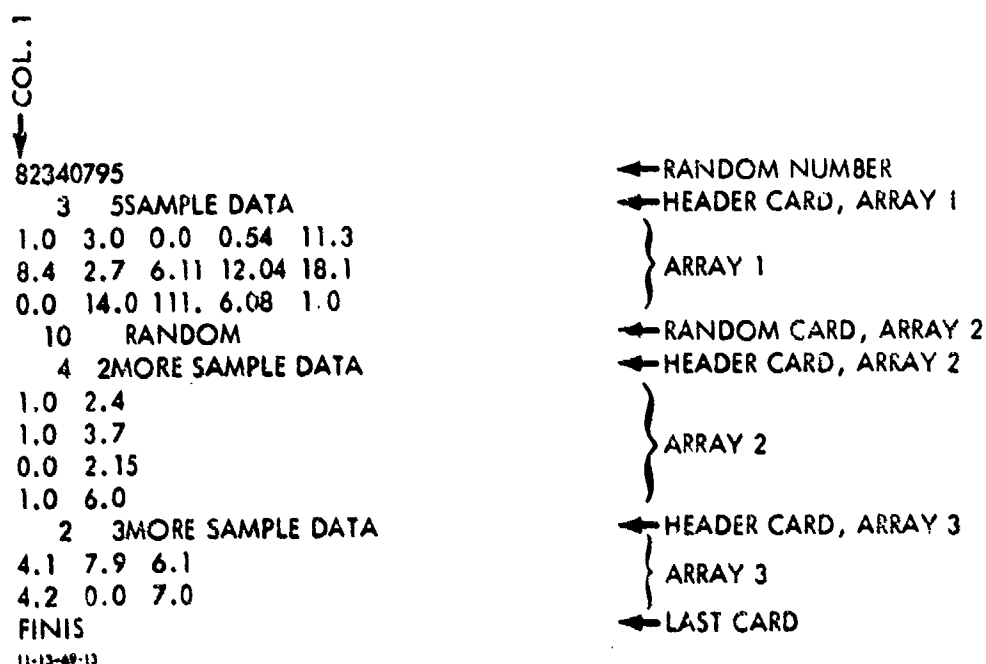 COL. 1
82340795 RANDOM NUMBER
3 5SAMPLE DATA HEADER CARD, ARRAY 1
1.0 3.0 0.0 0.54 11.3
8.4 2.7 6.11 12.04 18.1 ARRAY 1
0.0 14.0 111. 6.08 1.0
10 RANDOM RANDOM CARD, ARRAY 2
4 2MORE SAMPLE DATA HEADER CARD, ARRAY 2
1.0 2.4
1.0 3.7 ARRAY 2
0.0 2.15
1.0 6.0
2 3MORE SAMPLE DATA HEADER CARD, ARRAY 3
4.1 7.9 6.1 ARRAY 3
4.2 0.0 7.0
FINIS LAST CARD
11-13-69-13